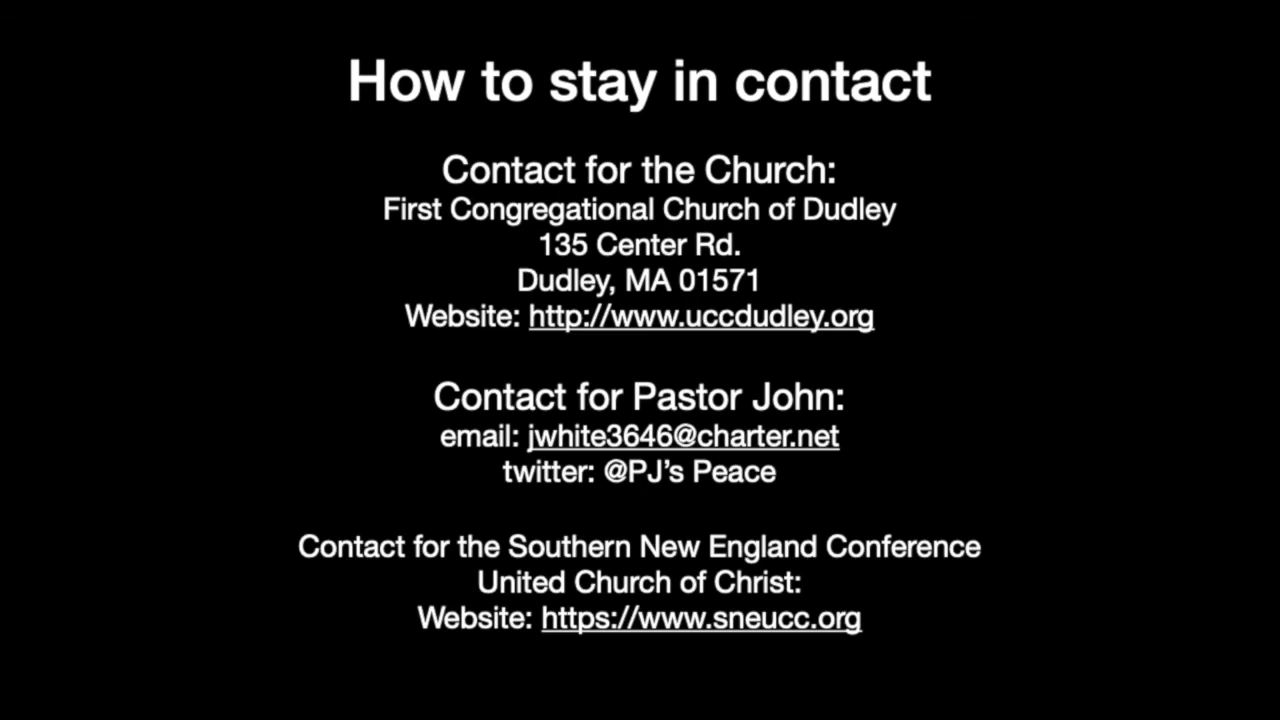 How to stay in contact
Contact for the Church:
First Congregational Church of Dudley
135 Center Rd.
Dudley, MA 01571
Website: http://www.uccdudley.org
Contact for Pastor John:
email: jwhite3646@charter.net
twitter: @PJ’s Peace
Contact for the Southern New England Conference
United Church of Christ:
Website: https://www.sneucc.org